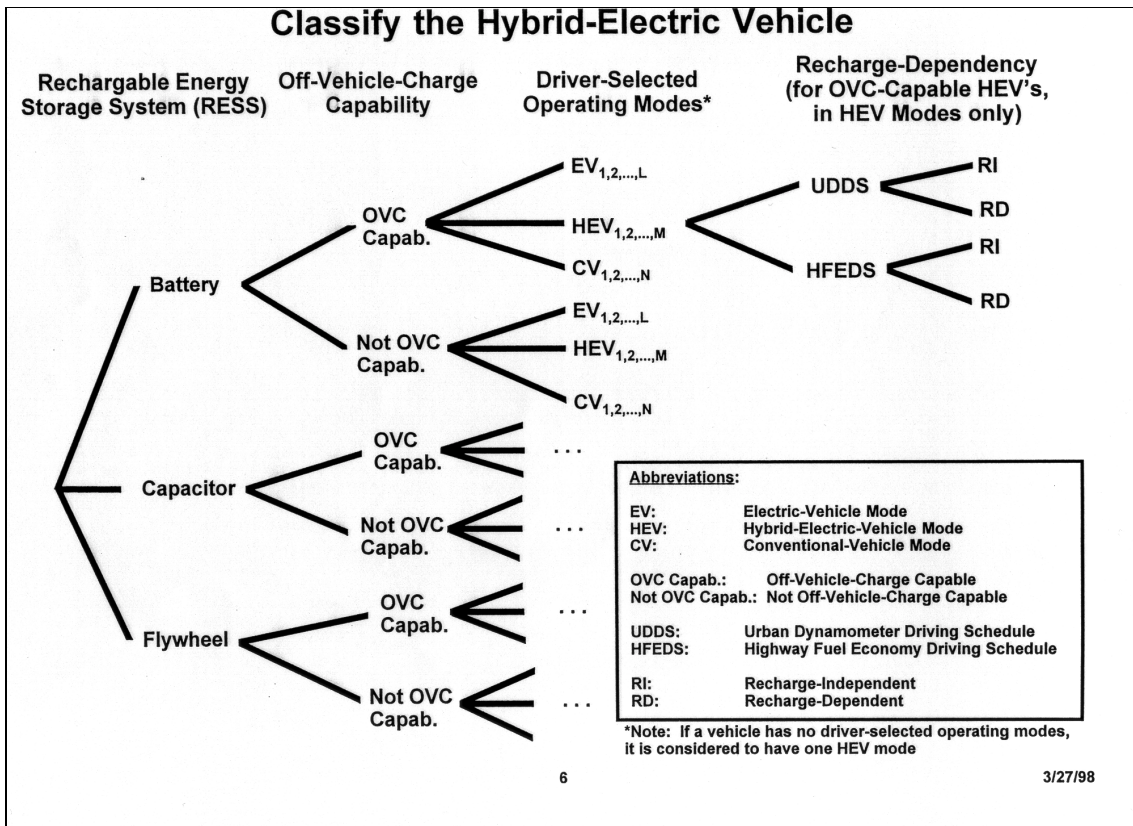 Classify the Hybrid-Electric Vehicle
Rechargable Energy
Storage System (RESS)
Off-Vehicle-Charge
Capability
Driver-Selected
Operating Modes*
Recharge-Dependency
(for OVC-Capable HEV's,
in HEV Modes only)
Battery
OVC
Capab.
EV1,2,...,L
HEV1,2,...,M
CV1,2,...,N
UDDS
RI
RD
HFEDS
RI
RD
Not OVC
Capab.
EV1,2,...,L
HEV1,2,...,M
CV1,2,...,N
Capacitor
OVC
Capab.
...
Not OVC
Capab.
...
Flywheel
OVC
Capab.
...
Not OVC
Capab.
...
Abbreviations:
EV: Electric-Vehicle Mode
HEV: Hybrid-Electric-Vehicle Mode
CV: Conventional-Vehicle Mode
OVC Capab.: Off-Vehicle-Charge Capable
Not OVC Capab.: Not Off-Vehicle-Charge Capable
UDDS: Urban Dynamometer Driving Schedule
HFEDS: Highway Fuel Economy Driving Schedule
RI: Recharge-Independent
RD: Recharge-Dependent
*Note: If a vehicle has no driver-selected operating modes,
it is considered to have one HEV mode
6
3/27/98